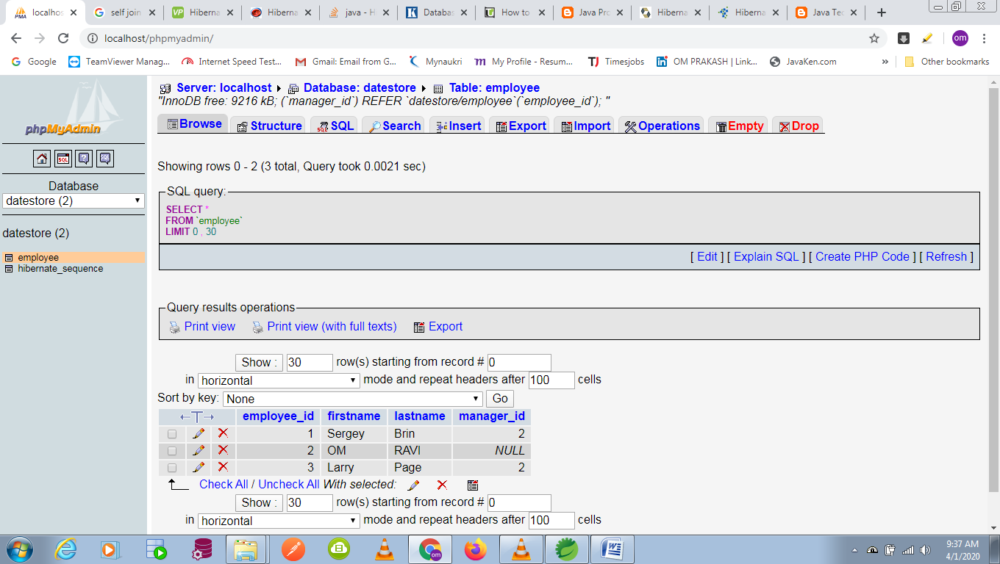 localhos
self join
Hiberna
Hiberna
java - H
Databas
How to
Java Pro
Hiberna
Hiberna
Java Tec
localhost/phpmyadmin/
om
Google
TeamViewer Manag...
Internet Speed Test...
Gmail: Email from G...
Mynaukri
My Profile - Resum...
Timesjobs
OM PRAKASH | Link...
JavaKen.com
»
Other bookmarks
phpMyAdmin
Database
datestore (2)
datestore (2)
employee
hibernate_sequence
Server: localhost Database: datestore Table: employee
"InnoDB free: 9216 kB; (`manager_id`) REFER `datestore/employee`(`employee_id`); "
Browse Structure SQL Search Insert Export Import Operations Empty Drop
Showing rows 0 - 2 (3 total, Query took 0.0021 sec)
SQL query:
SELECT *
FROM `employee`
LIMIT 0 , 30
[ Edit ] [ Explain SQL ] [ Create PHP Code ] [ Refresh ]
Query results operations
Print view Print view (with full texts) Export
Show : 30 row(s) starting from record # 0
in horizontal mode and repeat headers after 100 cells
Sort by key: None Go
employee_id firstname lastname manager_id
1 Sergey Brin 2
2 OM RAVI NULL
3 Larry Page 2
Check All / Uncheck All With selected:
Show : 30 row(s) starting from record # 0
in horizontal mode and repeat headers after 100 cells
9:37 AM
4/1/2020